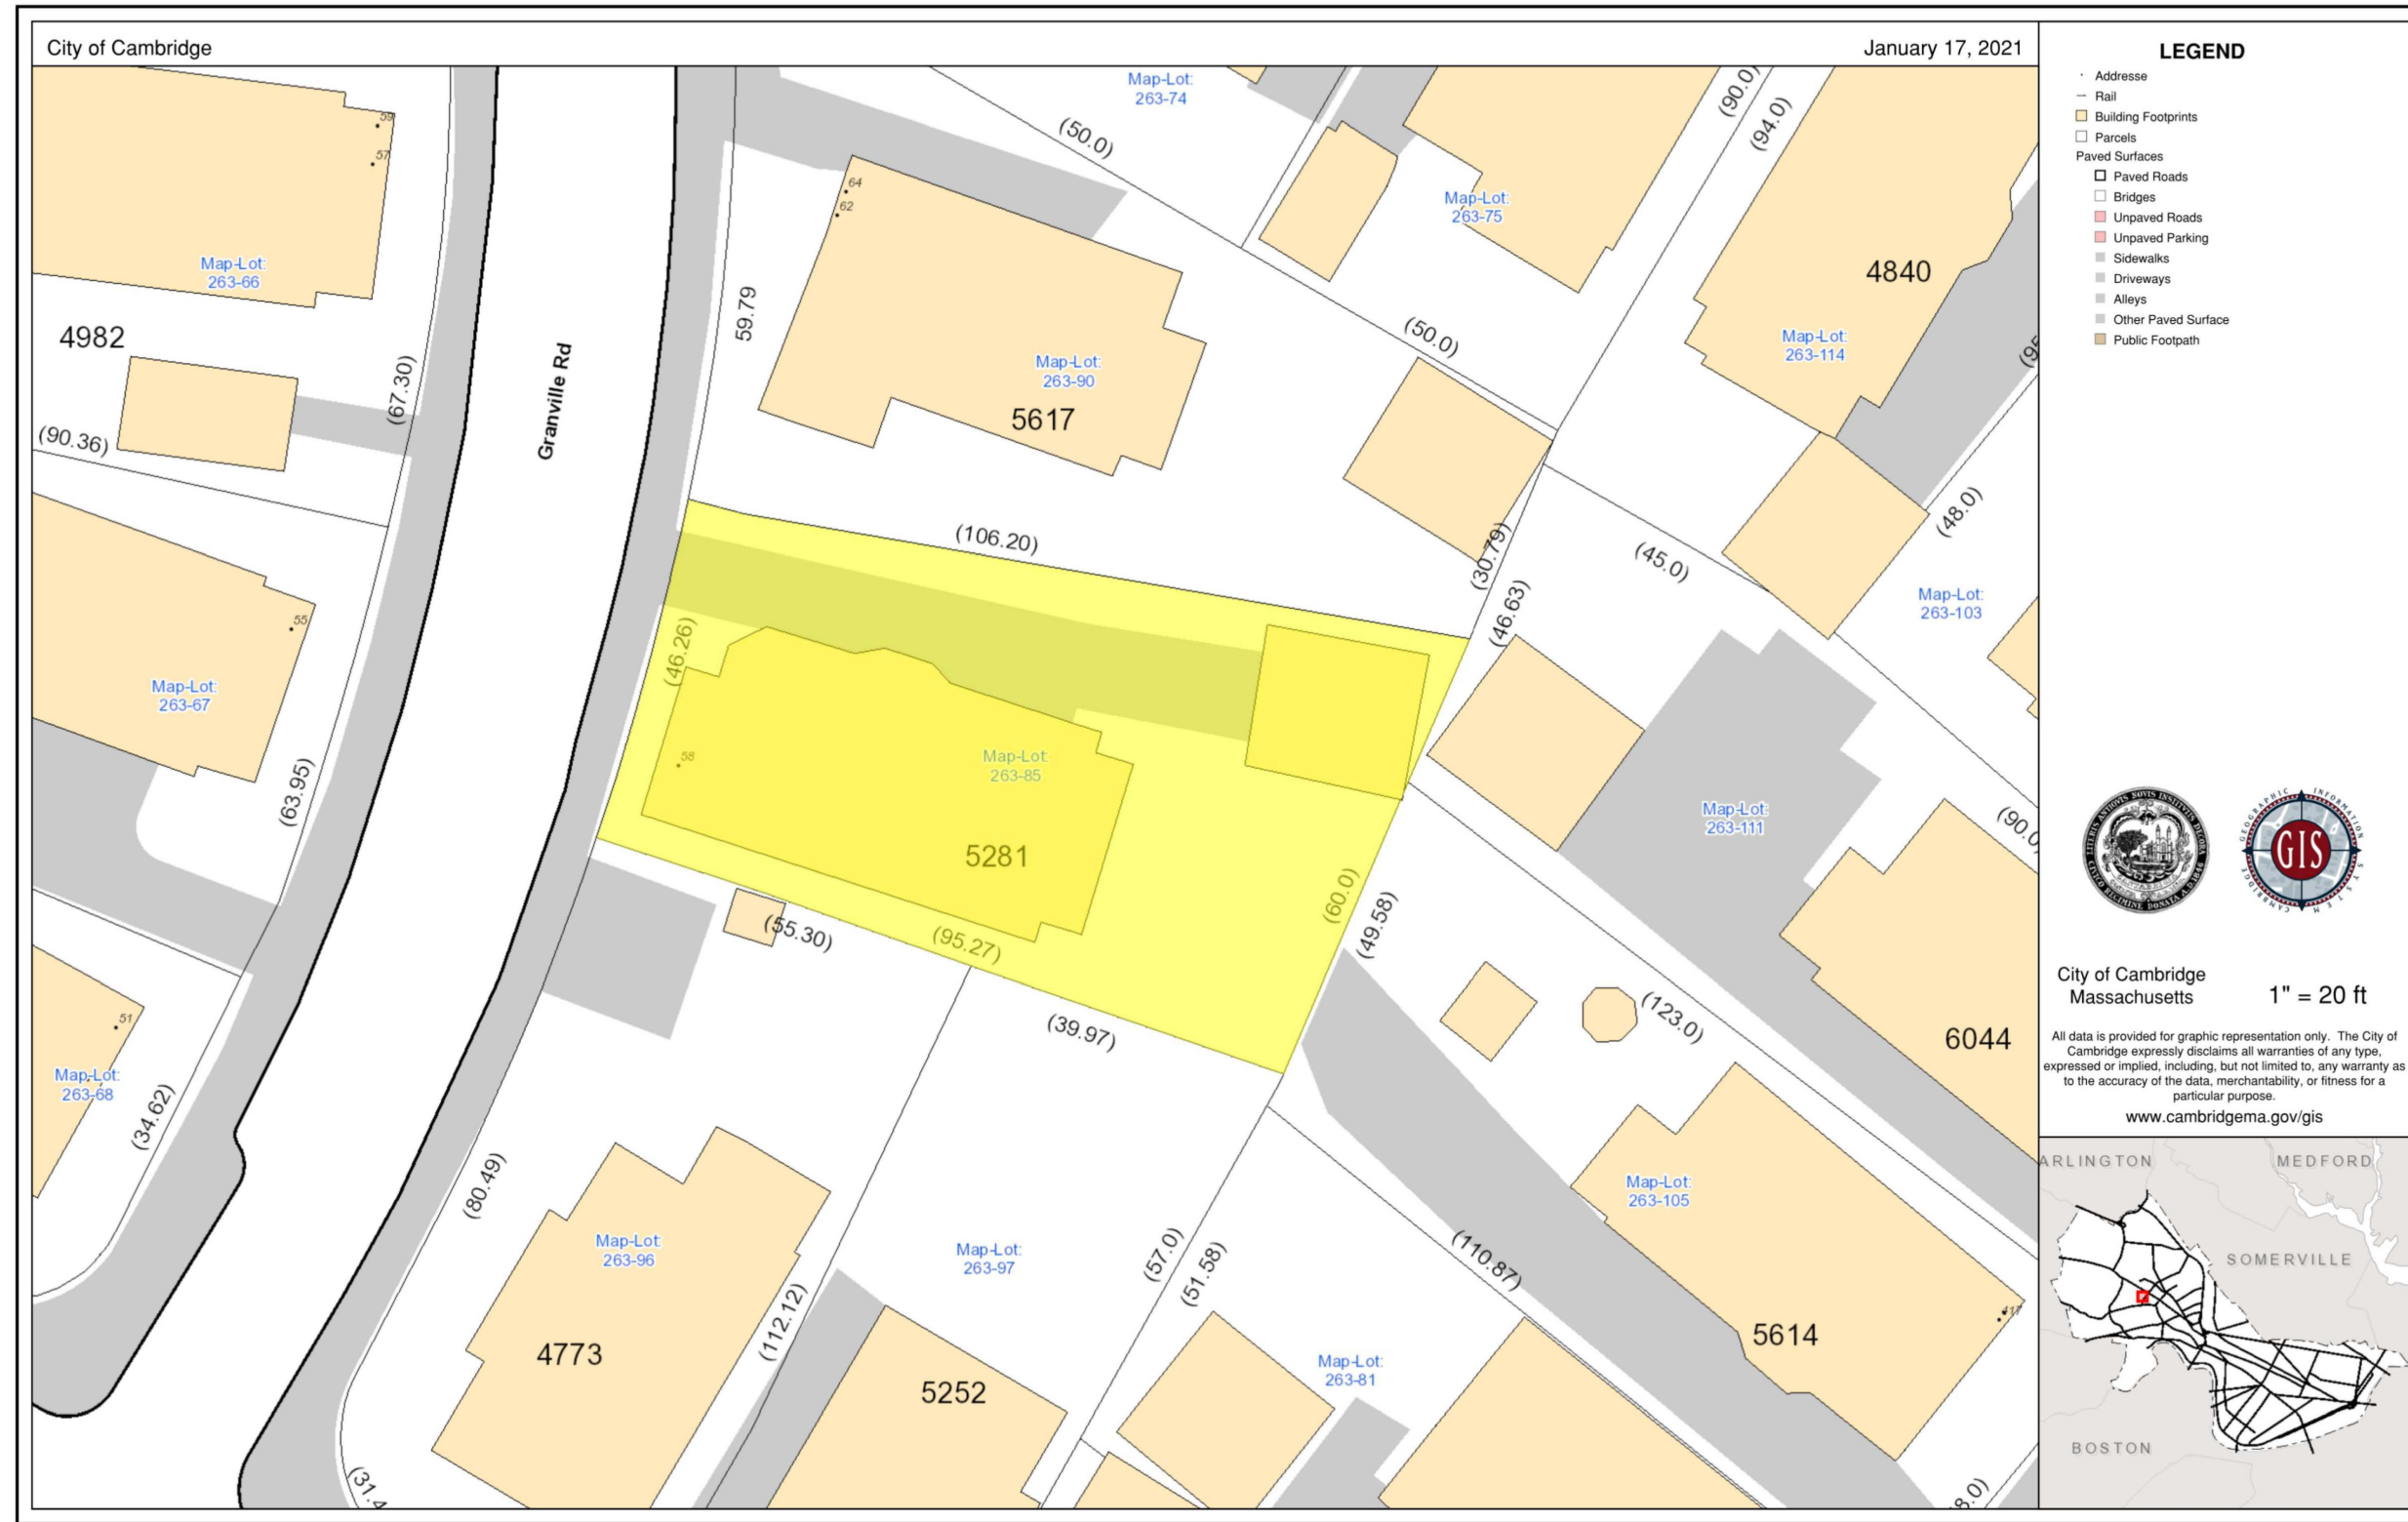 City of Cambridge
January 17, 2021
Map-Lot:
263-74
(50.0)
(90.0)
(94.0)
59
57
64
62
Map-Lot:
263-75
4840
Map-Lot:
263-66
4982
59.79
(50.0)
Map-Lot:
263-114
Granville Rd
Map-Lot:
263-90
5617
(67.30)
(90.36)
(48.0)
(106.20)
(30.79)
(45.0)
(46.63)
Map-Lot:
263-103
55
(46.26)
Map-Lot:
263-67
58
Map-Lot:
263-85
(63.95)
Map-Lot:
263-111
(90.0
5281
(60.0)
(49.58)
(55.30)
(95.27)
(39.97)
(123.0)
51
6044
Map-Lot:
263-68
(34.62)
(80.49)
Map-Lot:
263-105
Map-Lot:
263-96
Map-Lot:
263-97
(57.0)
(51.58)
(110.87)
417
4773
(112.12)
5252
Map-Lot:
263-81
5614
(31.4
8.0)
LEGEND
Addresse
Rail
Building Footprints
Parcels
Paved Surfaces
Paved Roads
Bridges
Unpaved Roads
Unpaved Parking
Sidewalks
Driveways
Alleys
Other Paved Surface
Public Footpath
GEOGRAPHIC INFORMATION
GIS
CAMBRIDGE
City of Cambridge
Massachusetts
1" = 20 ft
All data is provided for graphic representation only. The City of
Cambridge expressly disclaims all warranties of any type,
expressed or implied, including, but not limited to, any warranty as
to the accuracy of the data, merchantability, or fitness for a
particular purpose.
www.cambridgema.gov/gis
ARLINGTON
MEDFORD
SOMERVILLE
BOSTON